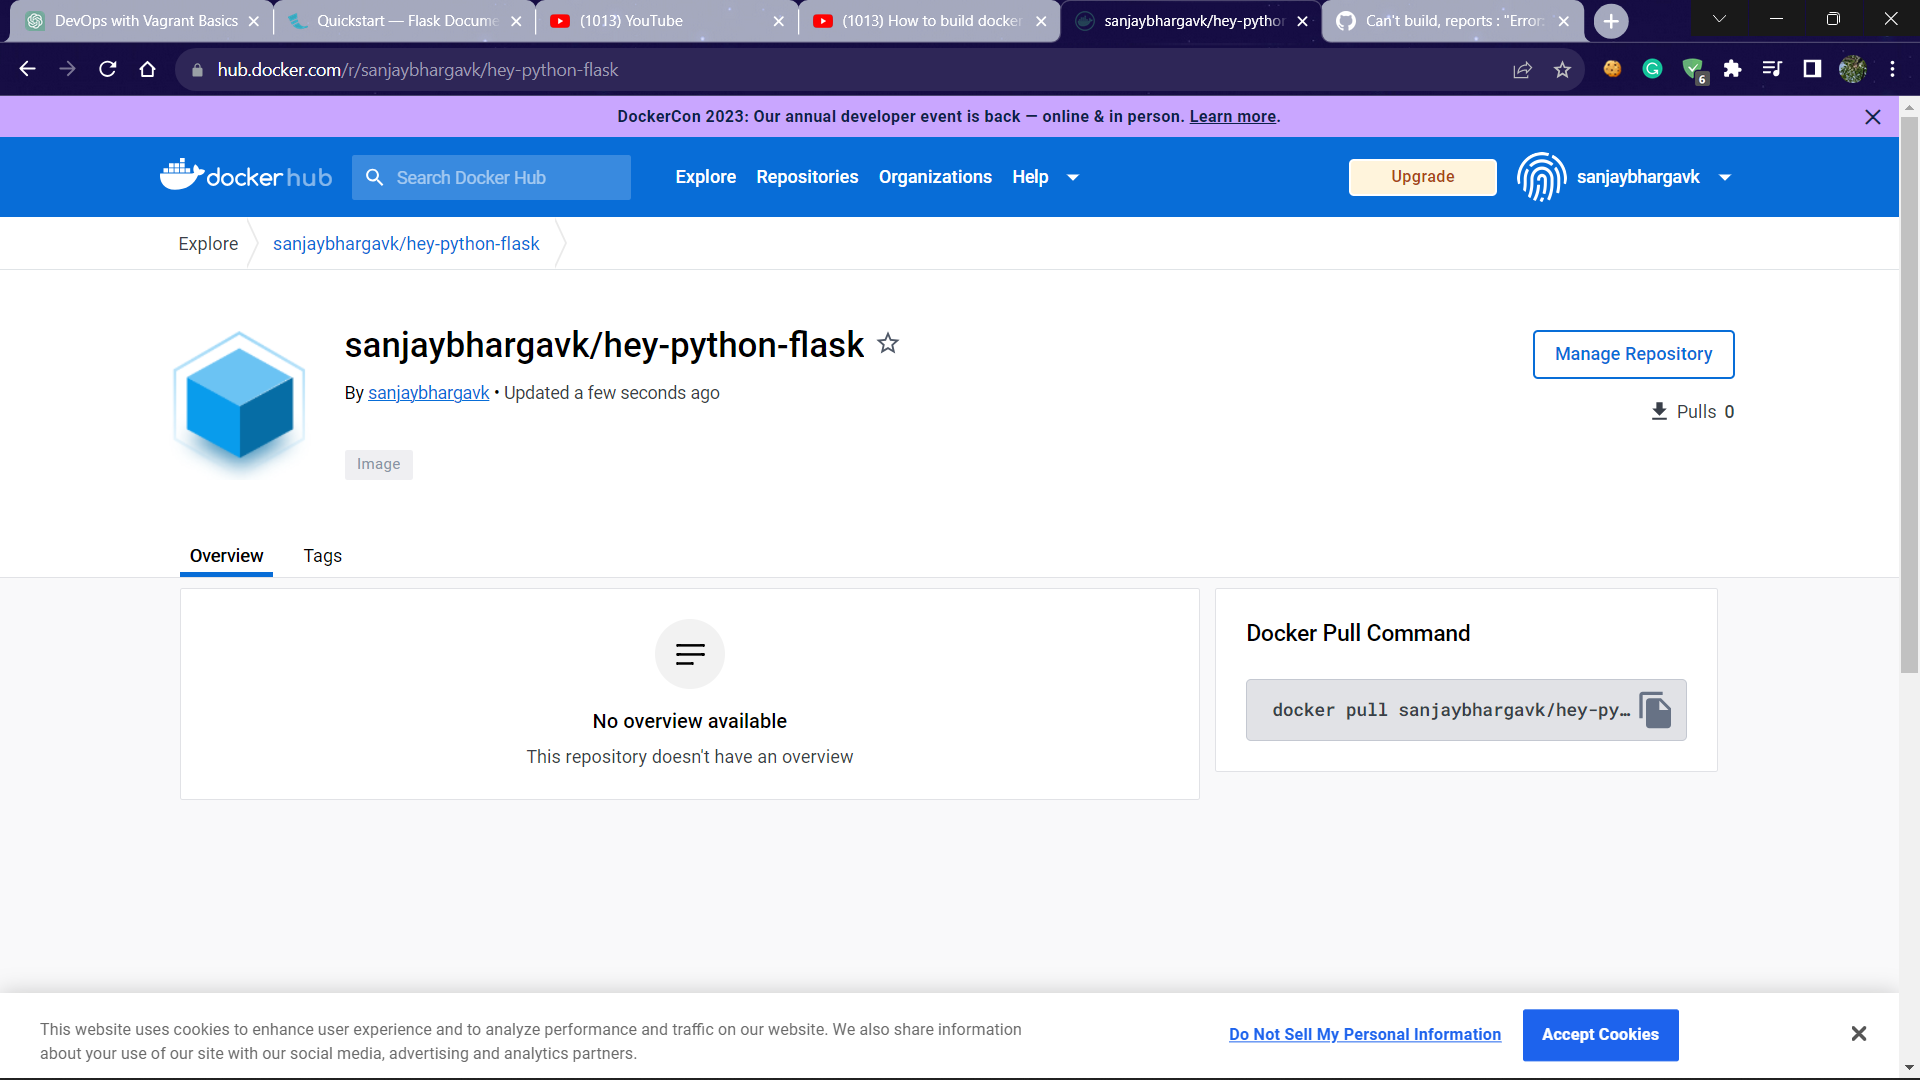 DevOps with Vagrant Basics
Quickstart — Flask Docume
(1013) YouTube
(1013) How to build docker
sanjaybhargavk/hey-python
Can't build, reports : "Error:
hub.docker.com/r/sanjaybhargavk/hey-python-flask
6
DockerCon 2023: Our annual developer event is back — online & in person. Learn more.
docker hub
Search Docker Hub
Explore
Repositories
Organizations
Help
Upgrade
sanjaybhargavk
Explore
sanjaybhargavk/hey-python-flask
sanjaybhargavk/hey-python-flask
By sanjaybhargavk • Updated a few seconds ago
Manage Repository
Pulls 0
Image
Overview
Tags
No overview available
This repository doesn't have an overview
Docker Pull Command
docker pull sanjaybhargavk/hey-py…
This website uses cookies to enhance user experience and to analyze performance and traffic on our website. We also share information
about your use of our site with our social media, advertising and analytics partners.
Do Not Sell My Personal Information
Accept Cookies